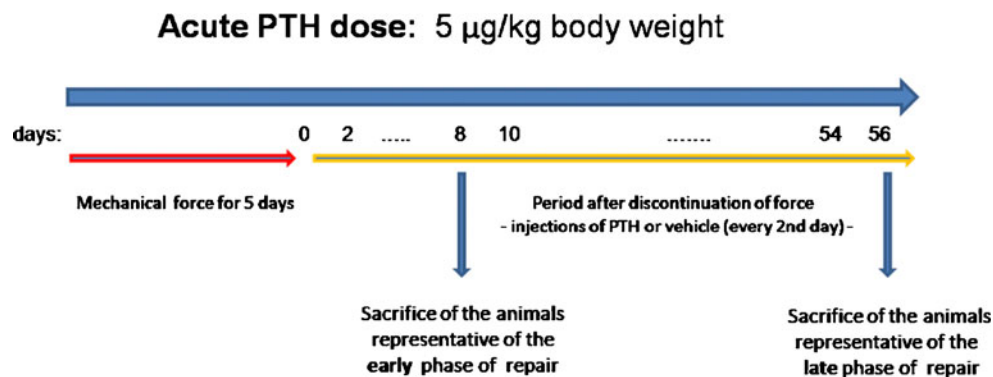 Acute PTH dose: 5 µg/kg body weight
days: 0 2 ..... 8 10 ....... 54 56
Mechanical force for 5 days
Period after discontinuation of force
- injections of PTH or vehicle (every 2nd day) -
Sacrifice of the animals
representative of the
early phase of repair
Sacrifice of the animals
representative of the
late phase of repair